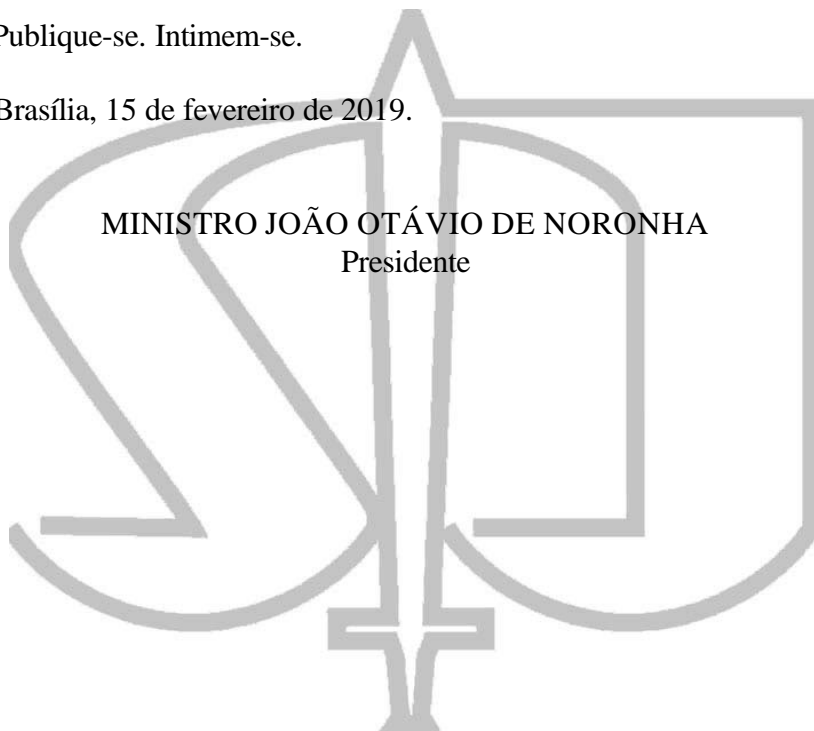 Publique-se. Intimem-se.
Brasília, 15 de fevereiro de 2019.
MINISTRO JOÃO OTÁVIO DE NORONHA
Presidente